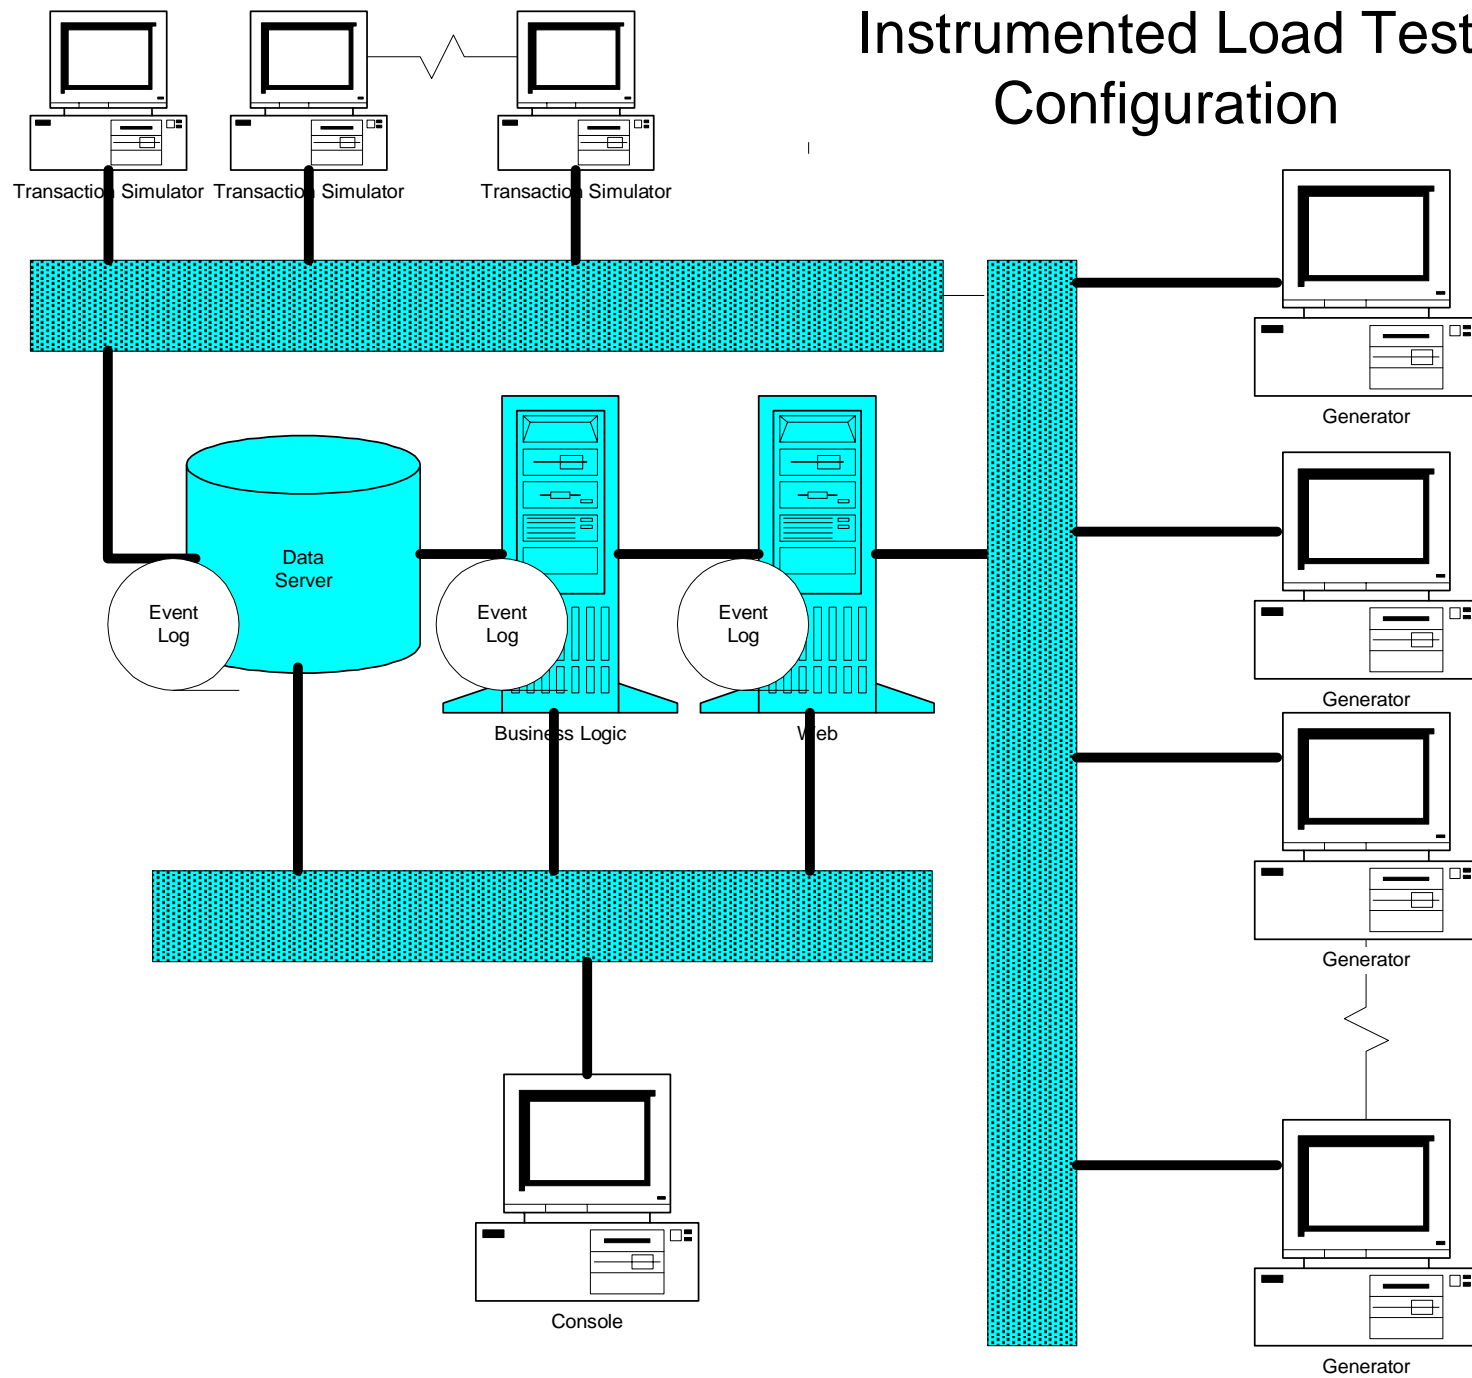 Instrumented Load Test
Configuration
Transaction Simulator
Transaction Simulator
Transaction Simulator
Generator
Data
Server
Event
Log
Event
Log
Event
Log
Generator
Business Logic
Web
Generator
Console
Generator